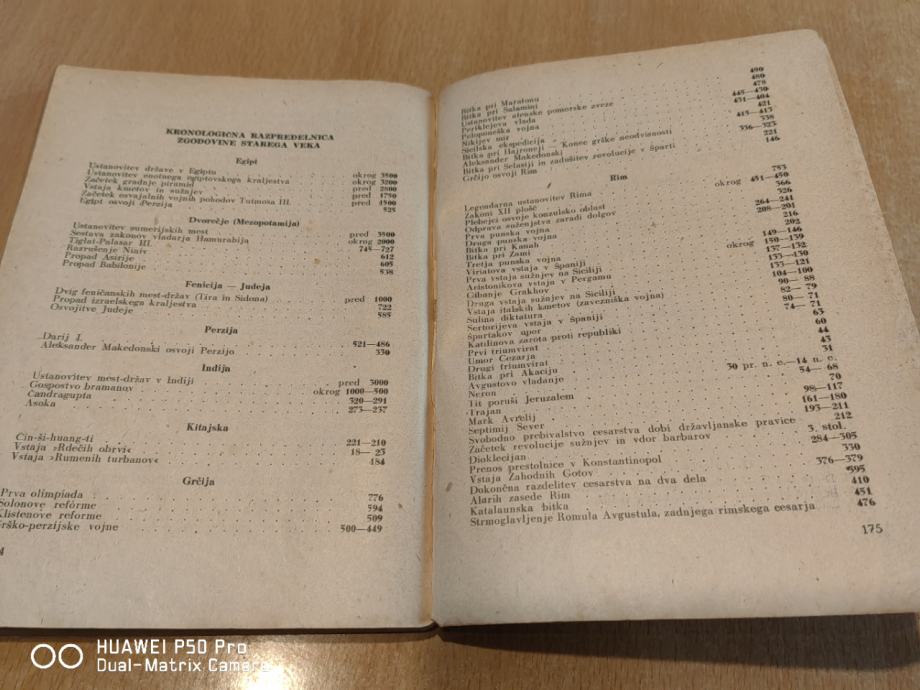 KRONOLOGIČNA RAZPREDELNICA
ZGODOVINE STAREGA VEKA
Egipt
Ustanovitev države v Egiptu okrog 3500
Ustanovitev enotnega egiptovskega kraljestva okrog 3200
Začetek gradnje piramid pred 2800
Vstaja kmetov in sužnjev pred 1750
Začetek osvajalnih vojnih pohodov Tutmosa III. pred 1500
Egipt osvoji Perzija 525
Dvorečje (Mezopotamija)
Ustanovitev sumerijskih mest pred 3500
Sestava zakonov vladarja Hamurabija okrog 2000
Tiglat-Palasar III. 745—727
Razrušenje Niniv 612
Propad Asirije 605
Propad Babilonije 538
Fenicija — Judeja
Dvig feničanskih mest-držav (Tira in Sidona) pred 1000
Propad izraelskega kraljestva 722
Osvojitve Judeje 585
Perzija
Darij I. 521—486
Aleksander Makedonski osvoji Perzijo 330
Indija
Ustanovitev mest-držav v Indiji pred 3000
Gospostvo bramanov okrog 1000—500
Čandragupta 320—291
Asoka 273—237
Kitajska
Čin-ši-huang-ti 221—210
Vstaja »Rdečih obrvi« 18— 23
Vstaja »Rumenih turbanov« 184
Grčija
Prva olimpiada 776
Solonove reforme 594
Klistenove reforme 509
Grško-perzijske vojne 500—449
4
Bitka pri Maratonu 490
Bitka pri Salamini 480
Ustanovitev atenske pomorske zveze 478
Periklejeva vlada 445—430
Peloponeška vojna 431—404
Nikijev mir 421
Sicilska ekspedicija 415—413
Bitka pri Hajroneji - Konec grške neodvisnosti 338
Aleksander Makedonski 336—323
Bitka pri Selasiji in zadušitev revolucije v Šparti 221
Grčijo osvoji Rim 146
Rim
Legendarna ustanovitev Rima 753
Zakoni XII plošč okrog 451—450
Plebejci osvoje konzulsko oblast 366
Odprava suženjstva zaradi dolgov 326
Prva punska vojna 264—241
Druga punska vojna 208—201
Bitka pri Kanah 216
Bitka pri Zami 202
Tretja punska vojna 149—146
Viriatova vstaja v Španiji okrog 150—139
Prva vstaja sužnjev na Siciliji 137—132
Aristonikova vstaja v Pergamu 133—130
Gibanje Grakhov 133—121
Druga vstaja sužnjev na Siciliji 104—100
Vstaja italskih kmetov (zavezniška vojna) 90— 88
Sulina diktatura 82— 79
Sertorijeva vstaja v Španiji 80— 71
Spartakov upor 74— 71
Katilinova zarota proti republiki 63
Prvi triumvirat 60
Umor Cezarja 44
Drugi triumvirat 43
Bitka pri Akciju 31
Avgustovo vladanje 30 pr. n. e.—14 n. e.
Neron 54— 68
Tit poruši Jeruzalem 70
Trajan 98—117
Mark Avrelij 161—180
Septimij Sever 193—211
Svobodno prebivalstvo cesarstva dobi državljanske pravice 212
Začetek revolucije sužnjev in vdor barbarov 3. stol.
Dioklecijan 284—305
Prenos prestolnice v Konstantinopol 330
Vstaja Zahodnih Gotov 376—379
Dokončna razdelitev cesarstva na dva dela 395
Alarih zasede Rim 410
Katalaunska bitka 451
Strmoglavljenje Romula Avgustula, zadnjega rimskega cesarja 476
175
HUAWEI P50 Pro
Dual-Matrix Camera